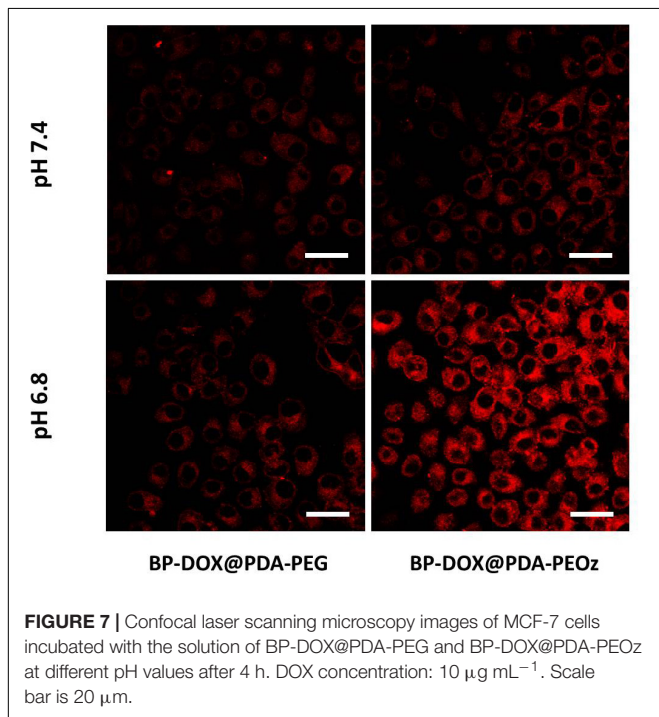 pH 7.4
pH 6.8
BP-DOX@PDA-PEG BP-DOX@PDA-PEOz
FIGURE 7 | Confocal laser scanning microscopy images of MCF-7 cells
incubated with the solution of BP-DOX@PDA-PEG and BP-DOX@PDA-PEOz
at different pH values after 4 h. DOX concentration: 10 μg mL⁻¹. Scale
bar is 20 μm.